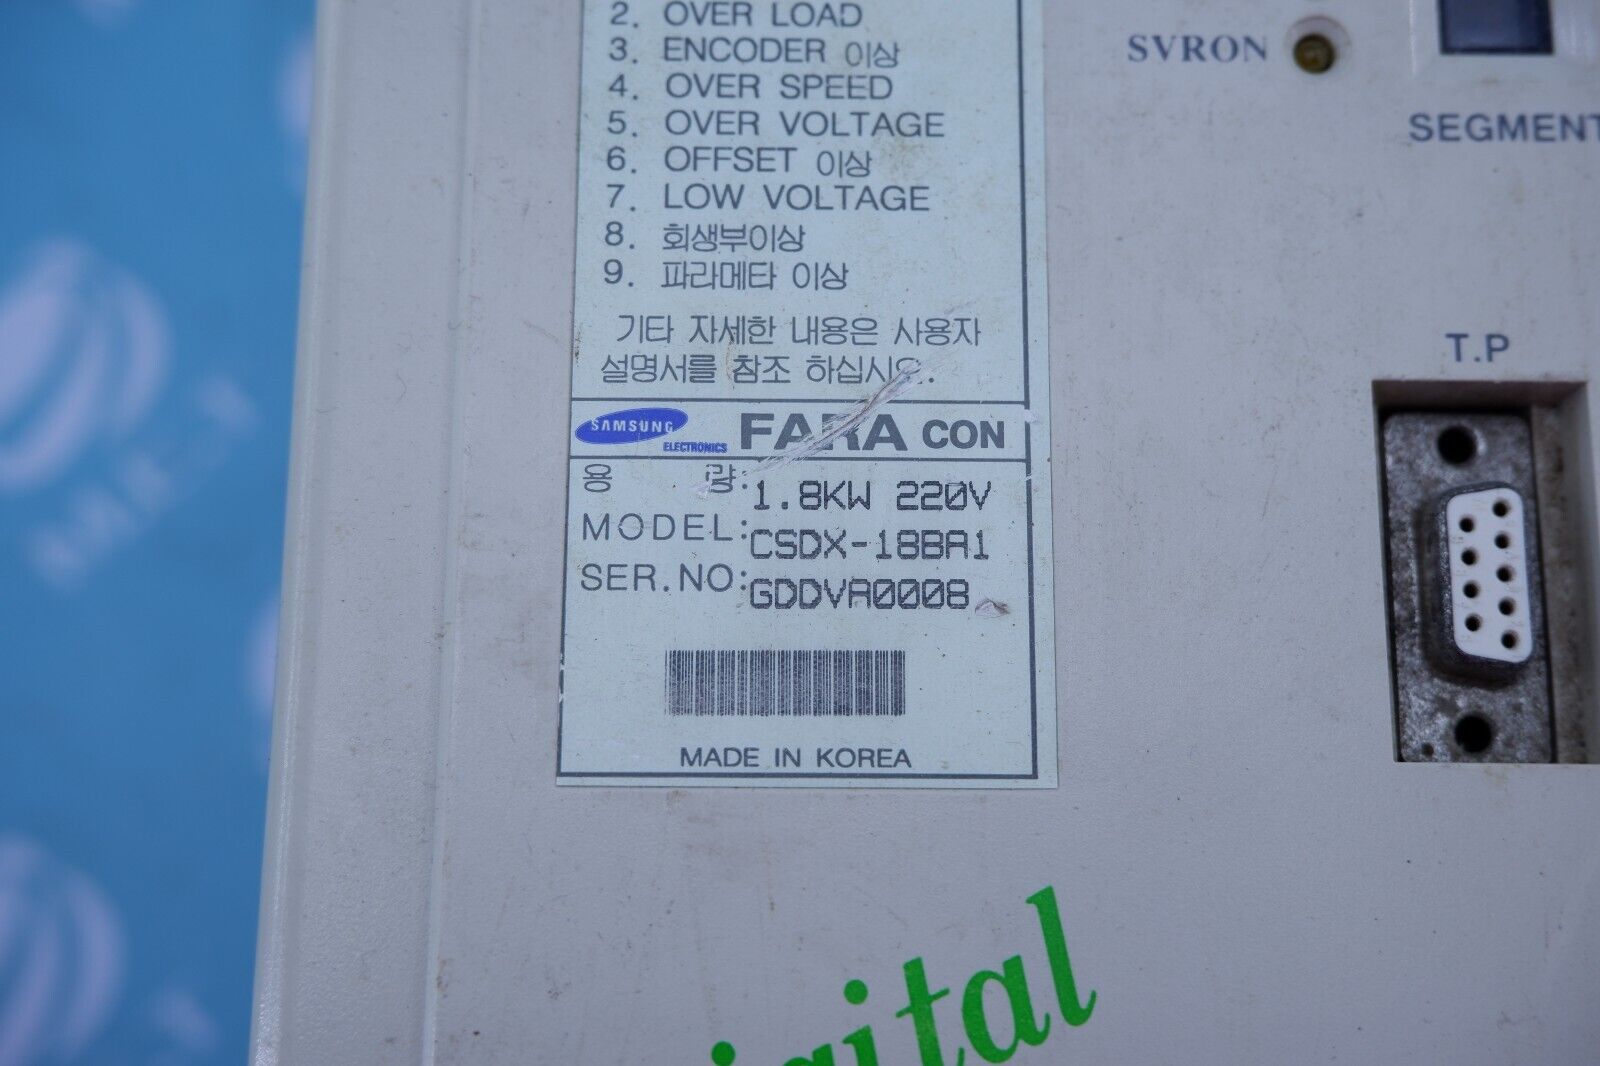 2. OVER LOAD
3. ENCODER 이상
4. OVER SPEED
5. OVER VOLTAGE
6. OFFSET 이상
7. LOW VOLTAGE
8. 회생부이상
9. 파라메타 이상
기타 자세한 내용은 사용자
설명서를 참조 하십시오.
SAMSUNG
ELECTRONICS
FARA CON
용 량: 1.8KW 220V
MODEL: CSDX-18BA1
SER.NO: GDDVA0008
MADE IN KOREA
SVRON
SEGMENT
T.P
igital